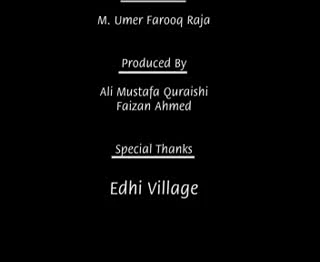 M. Umer Farooq Raja
Produced By
Ali Mustafa Quraishi
Faizan Ahmed
Special Thanks
Edhi Village